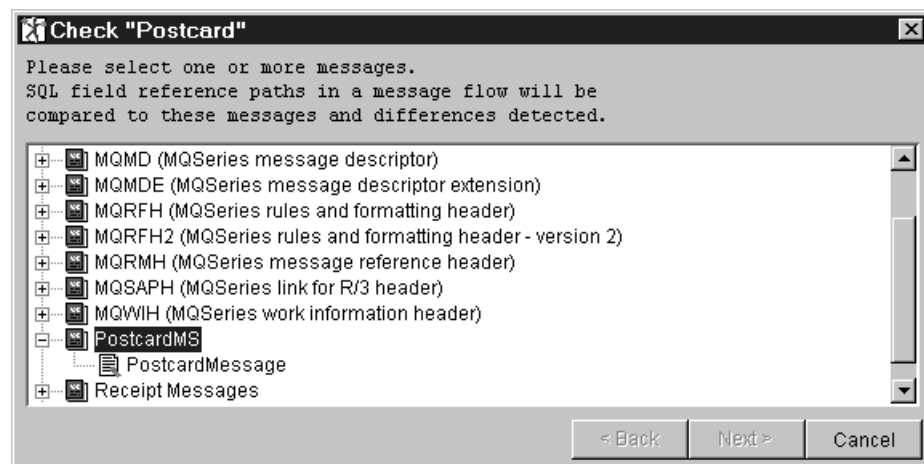 Check "Postcard"
Please select one or more messages.
SQL field reference paths in a message flow will be
compared to these messages and differences detected.
MQMD (MQSeries message descriptor)
MQMDE (MQSeries message descriptor extension)
MQRFH (MQSeries rules and formatting header)
MQRFH2 (MQSeries rules and formatting header - version 2)
MQRMH (MQSeries message reference header)
MQSAPH (MQSeries link for R/3 header)
MQWIH (MQSeries work information header)
PostcardMS
PostcardMessage
Receipt Messages
< Back Next > Cancel